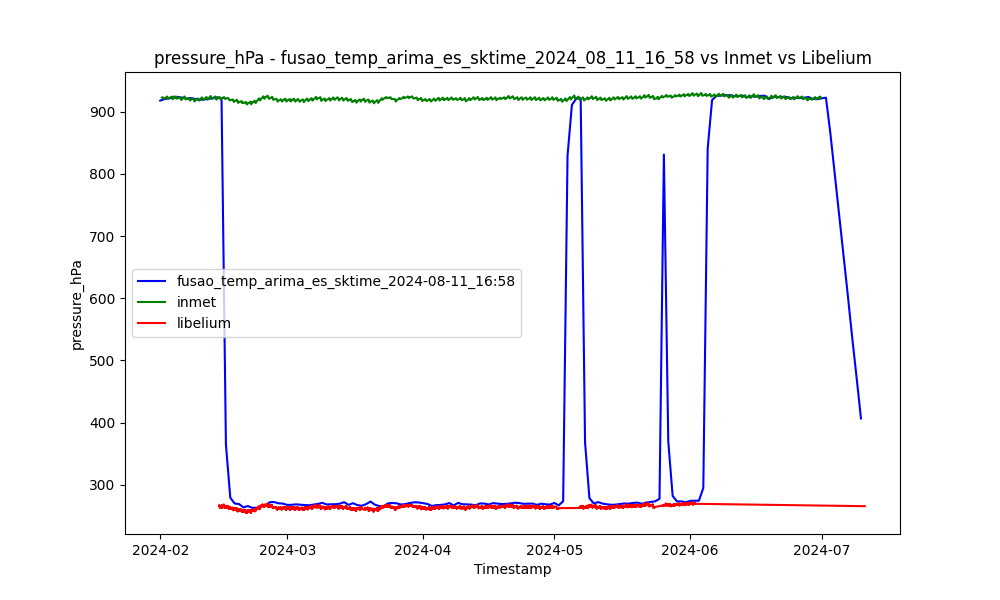 pressure_hPa - fusao_temp_arima_es_sktime_2024_08_11_16_58 vs Inmet vs Libelium
900
800
700
600
500
400
300
pressure_hPa
fusao_temp_arima_es_sktime_2024-08-11_16:58
inmet
libelium
2024-02 2024-03 2024-04 2024-05 2024-06 2024-07
Timestamp